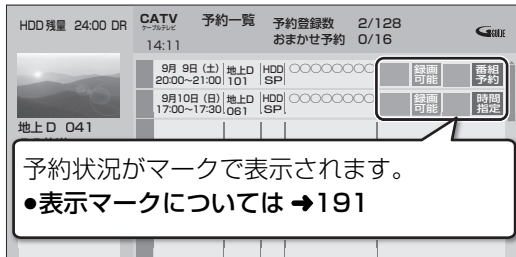 HDD残量 24:00 DR
CATV
ケーブルテレビ
予約一覧
予約登録数 2/128
おまかせ予約 0/16
14:11
GGUIDE
9月 9日(土) 地上D HDD ○○○○○○○○ 録画 番組
20:00~21:00 101 SP 可能 予約
9月10日(日) 地上D HDD ○○○○○○○○ 録画 時間
17:00~17:30 061 SP 可能 指定
地上D 041
予約状況がマークで表示されます。
●表示マークについては ➜191